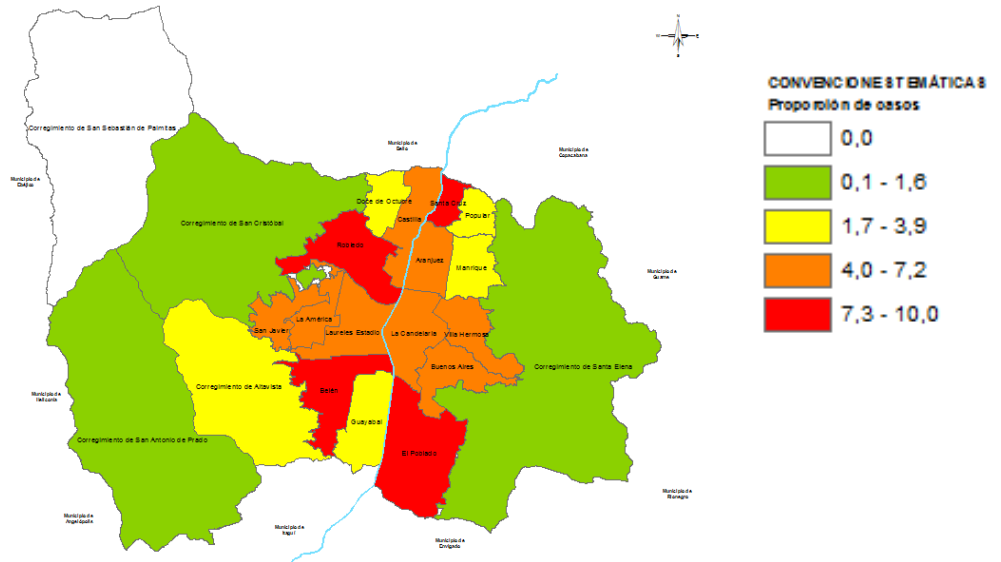 N
E
S
CONVENCIONES TEMÁTICAS
Proporción de casos
0,0
0,1 - 1,6
1,7 - 3,9
4,0 - 7,2
7,3 - 10,0
Corregimiento de San Sebastián de Palmitas
Municipio de
Bello
Municipio de
Copacabana
Municipio de
Ebéjico
Doce de Octubre
Santa Cruz
Popular
Castilla
Corregimiento de San Cristóbal
Robledo
Aranjuez
Manrique
Municipio de
Guarne
La América
San Javier
Laureles Estadio
La Candelaria
Villa Hermosa
Buenos Aires
Corregimiento de Santa Elena
Corregimiento de Altavista
Belén
Municipio de
Heliconia
Guayabal
Corregimiento de San Antonio de Prado
El Poblado
Municipio de
Rionegro
Municipio de
Angelópolis
Municipio de
Itaguí
Municipio de
Envigado